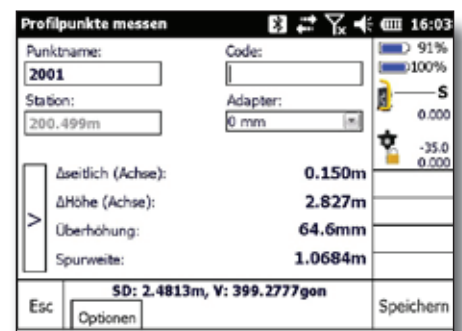 Profilpunkte messen 16:03
Punktname: Code: 91%
2001 100%
Station: Adapter: S
200.499m 0 mm 0.000
-35.0
0.000
Δseitlich (Achse): 0.150m
ΔHöhe (Achse): 2.827m
>
Überhöhung: 64.6mm
Spurweite: 1.0684m
SD: 2.4813m, V: 399.2777gon
Esc Optionen Speichern